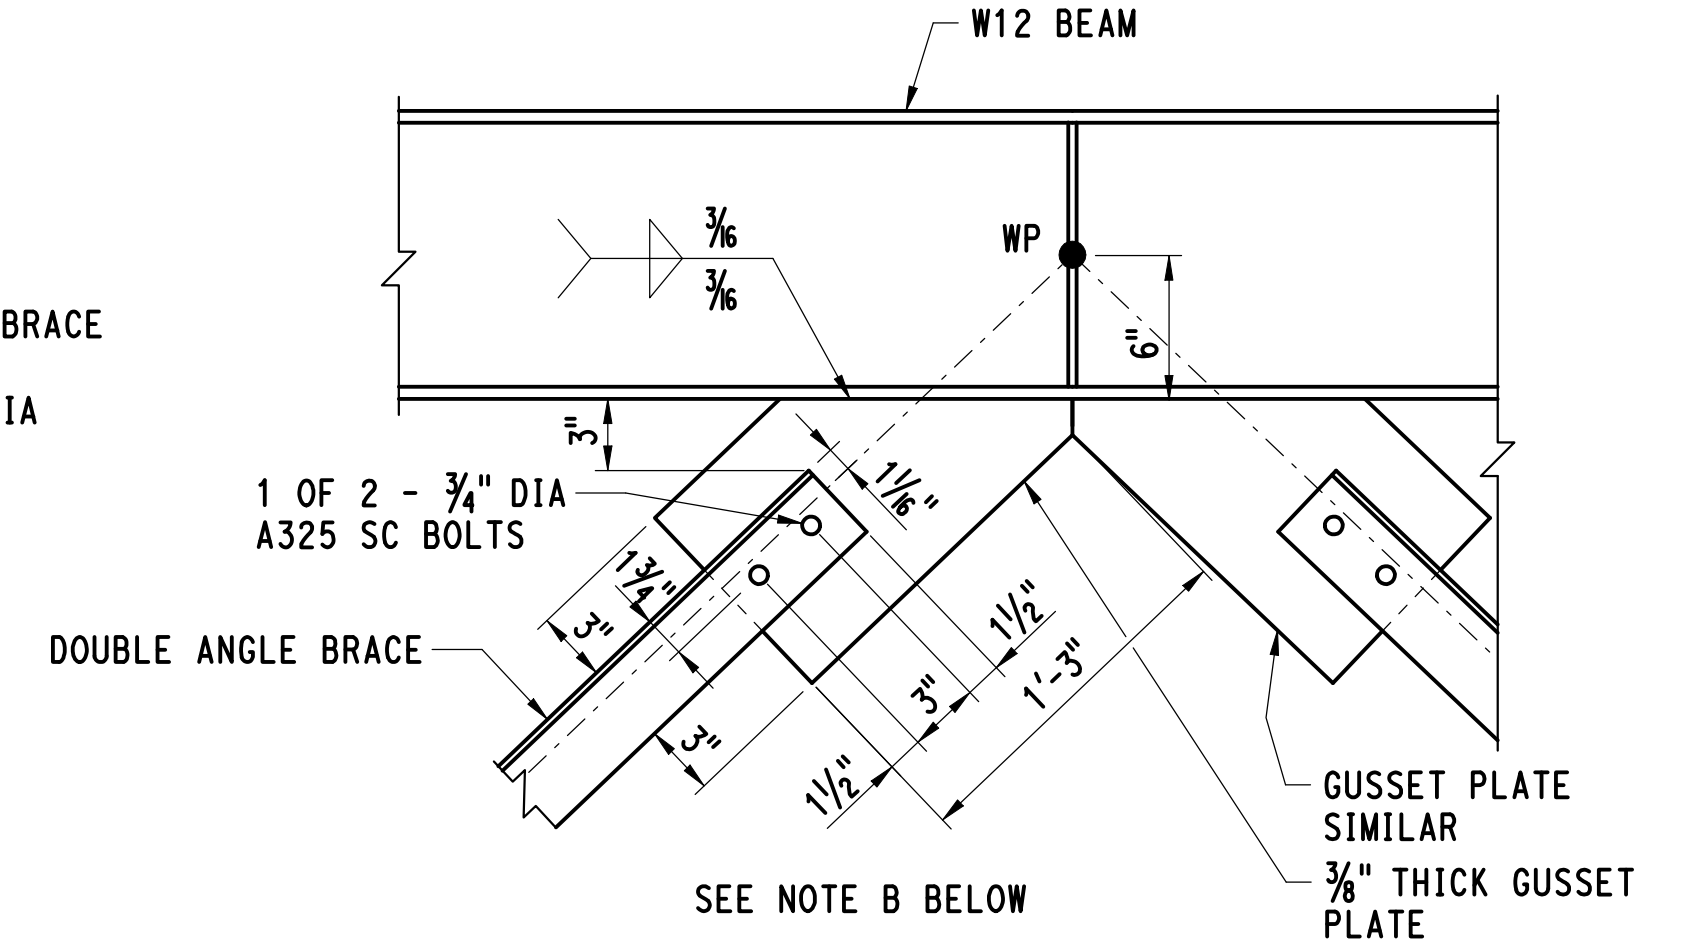 W12 BEAM
3/16
WP
3/16
BRACE
6"
IA
3"
1 1/16"
1 OF 2 - 3/4" DIA
A325 SC BOLTS
1 3/4"
3"
1 1/2"
DOUBLE ANGLE BRACE
3"
1'-3"
3"
1 1/2"
GUSSET PLATE
SIMILAR
3/8" THICK GUSSET
PLATE
SEE NOTE B BELOW